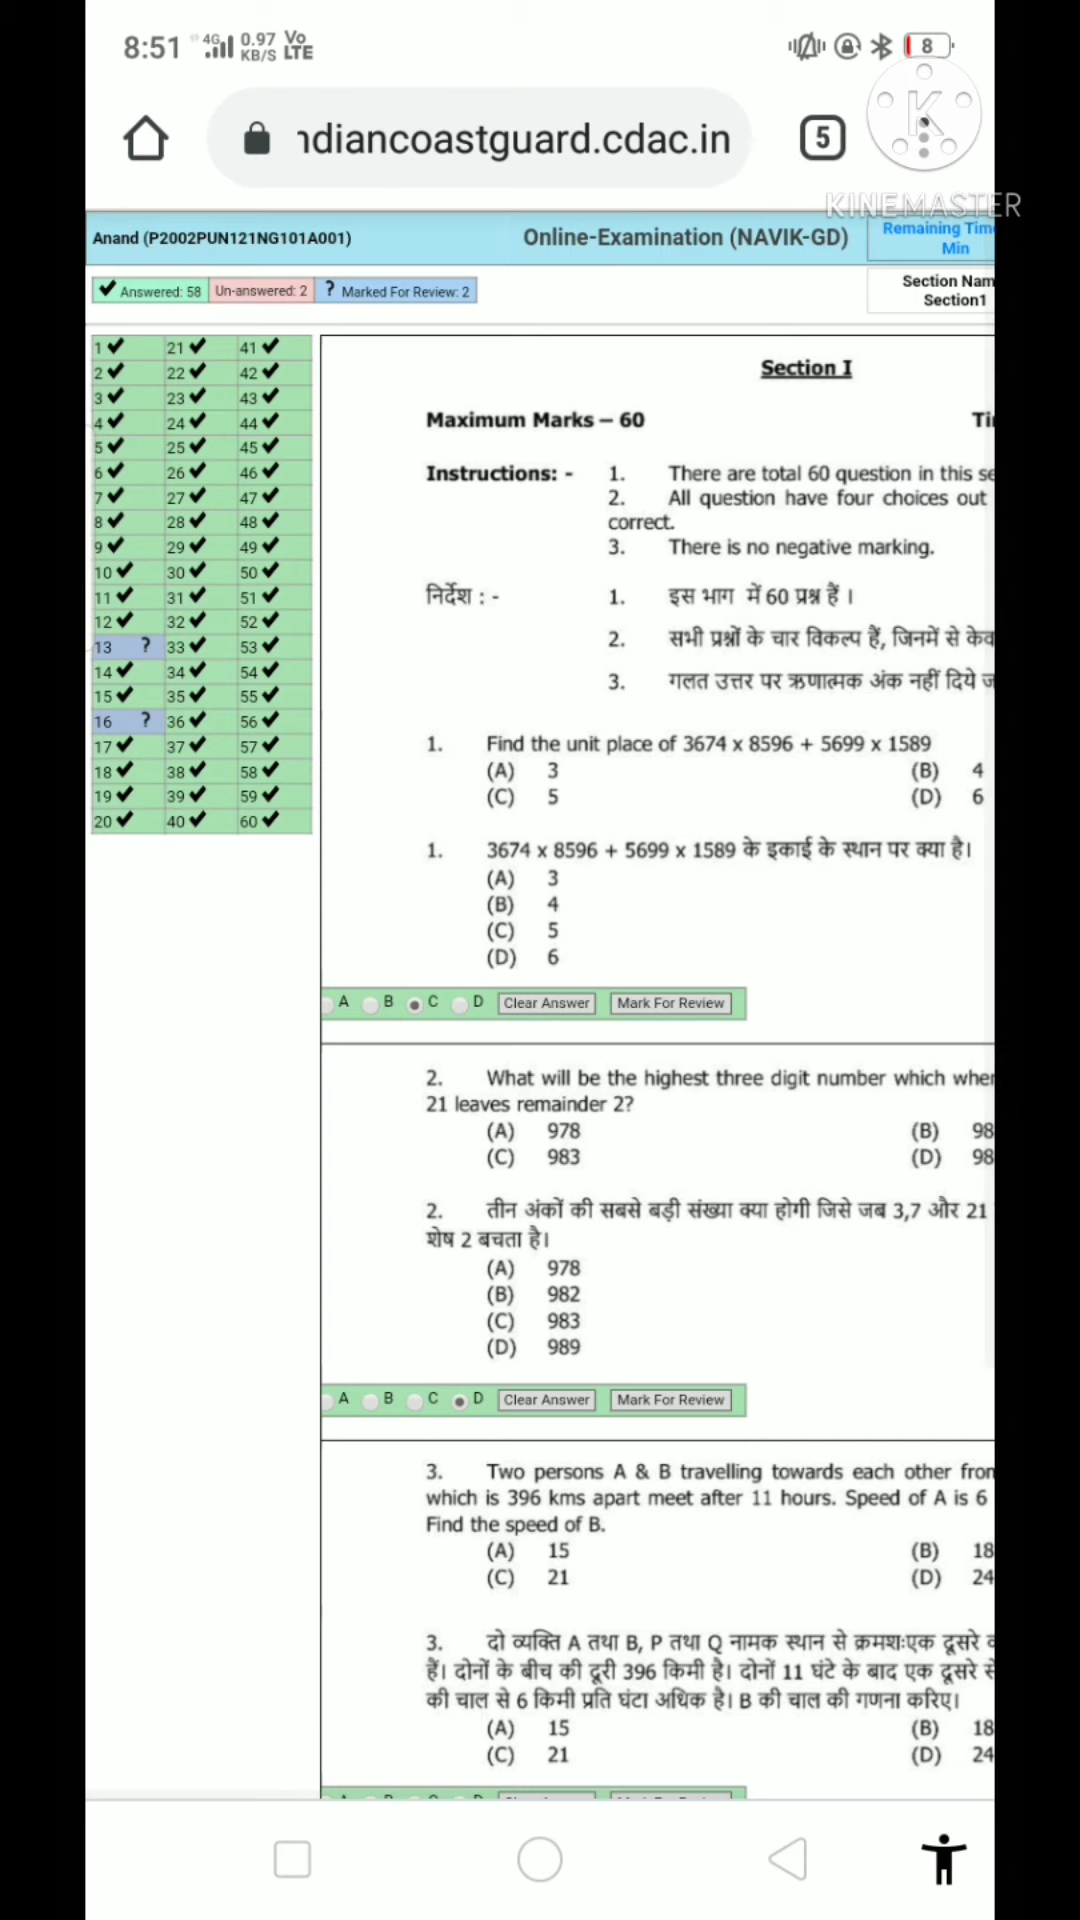 8:51 4G 0.97 KB/S Vo LTE 8
ndiancoastguard.cdac.in 5
K
KINEMASTER
Anand (P2002PUN121NG101A001) Online-Examination (NAVIK-GD) Remaining Time
Min
✔ Answered: 58 Un-answered: 2 ? Marked For Review: 2
Section Nam
Section1
1 ✔ 21 ✔ 41 ✔
2 ✔ 22 ✔ 42 ✔
3 ✔ 23 ✔ 43 ✔
4 ✔ 24 ✔ 44 ✔
5 ✔ 25 ✔ 45 ✔
6 ✔ 26 ✔ 46 ✔
7 ✔ 27 ✔ 47 ✔
8 ✔ 28 ✔ 48 ✔
9 ✔ 29 ✔ 49 ✔
10 ✔ 30 ✔ 50 ✔
11 ✔ 31 ✔ 51 ✔
12 ✔ 32 ✔ 52 ✔
13 ? 33 ✔ 53 ✔
14 ✔ 34 ✔ 54 ✔
15 ✔ 35 ✔ 55 ✔
16 ? 36 ✔ 56 ✔
17 ✔ 37 ✔ 57 ✔
18 ✔ 38 ✔ 58 ✔
19 ✔ 39 ✔ 59 ✔
20 ✔ 40 ✔ 60 ✔
Section I
Maximum Marks – 60 Ti
Instructions: - 1. There are total 60 question in this se
2. All question have four choices out
correct.
3. There is no negative marking.
निर्देश : - 1. इस भाग में 60 प्रश्न हैं ।
2. सभी प्रश्नों के चार विकल्प हैं, जिनमें से केव
3. गलत उत्तर पर ऋणात्मक अंक नहीं दिये ज
1. Find the unit place of 3674 x 8596 + 5699 x 1589
(A) 3 (B) 4
(C) 5 (D) 6
1. 3674 x 8596 + 5699 x 1589 के इकाई के स्थान पर क्या है।
(A) 3
(B) 4
(C) 5
(D) 6
A B C D Clear Answer Mark For Review
2. What will be the highest three digit number which when
21 leaves remainder 2?
(A) 978 (B) 98
(C) 983 (D) 98
2. तीन अंकों की सबसे बड़ी संख्या क्या होगी जिसे जब 3,7 और 21
शेष 2 बचता है।
(A) 978
(B) 982
(C) 983
(D) 989
A B C D Clear Answer Mark For Review
3. Two persons A & B travelling towards each other from
which is 396 kms apart meet after 11 hours. Speed of A is 6
Find the speed of B.
(A) 15 (B) 18
(C) 21 (D) 24
3. दो व्यक्ति A तथा B, P तथा Q नामक स्थान से क्रमशःएक दूसरे
हैं। दोनों के बीच की दूरी 396 किमी है। दोनों 11 घंटे के बाद एक दूसरे से
की चाल से 6 किमी प्रति घंटा अधिक है। B की चाल की गणना करिए।
(A) 15 (B) 18
(C) 21 (D) 24